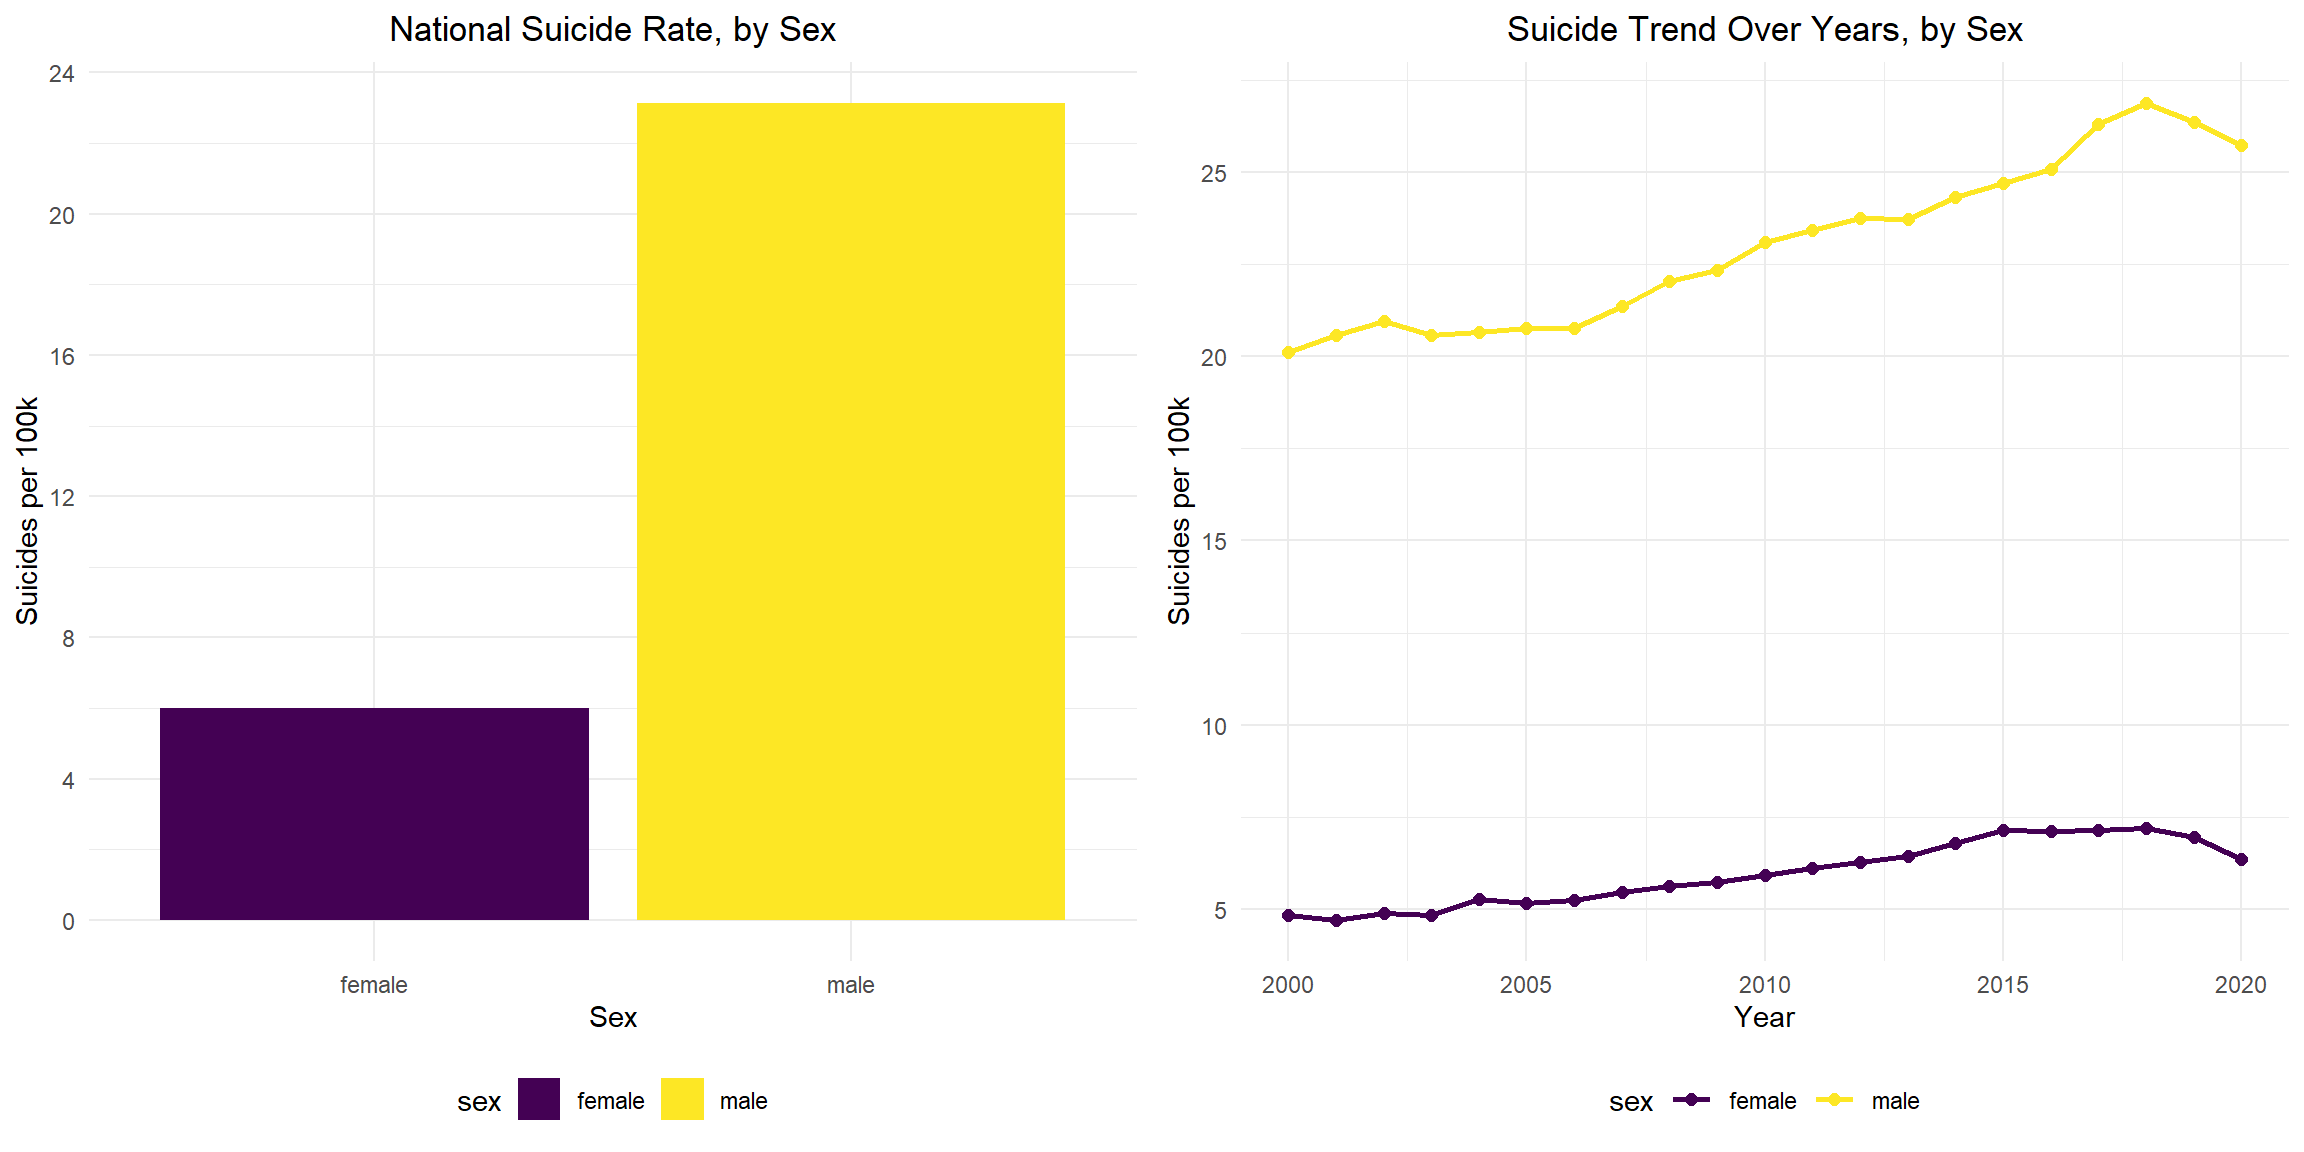 National Suicide Rate, by Sex
Suicides per 100k
24
20
16
12
8
4
0
female male
Sex
sex female male
Suicide Trend Over Years, by Sex
Suicides per 100k
25
20
15
10
5
2000 2005 2010 2015 2020
Year
sex female male